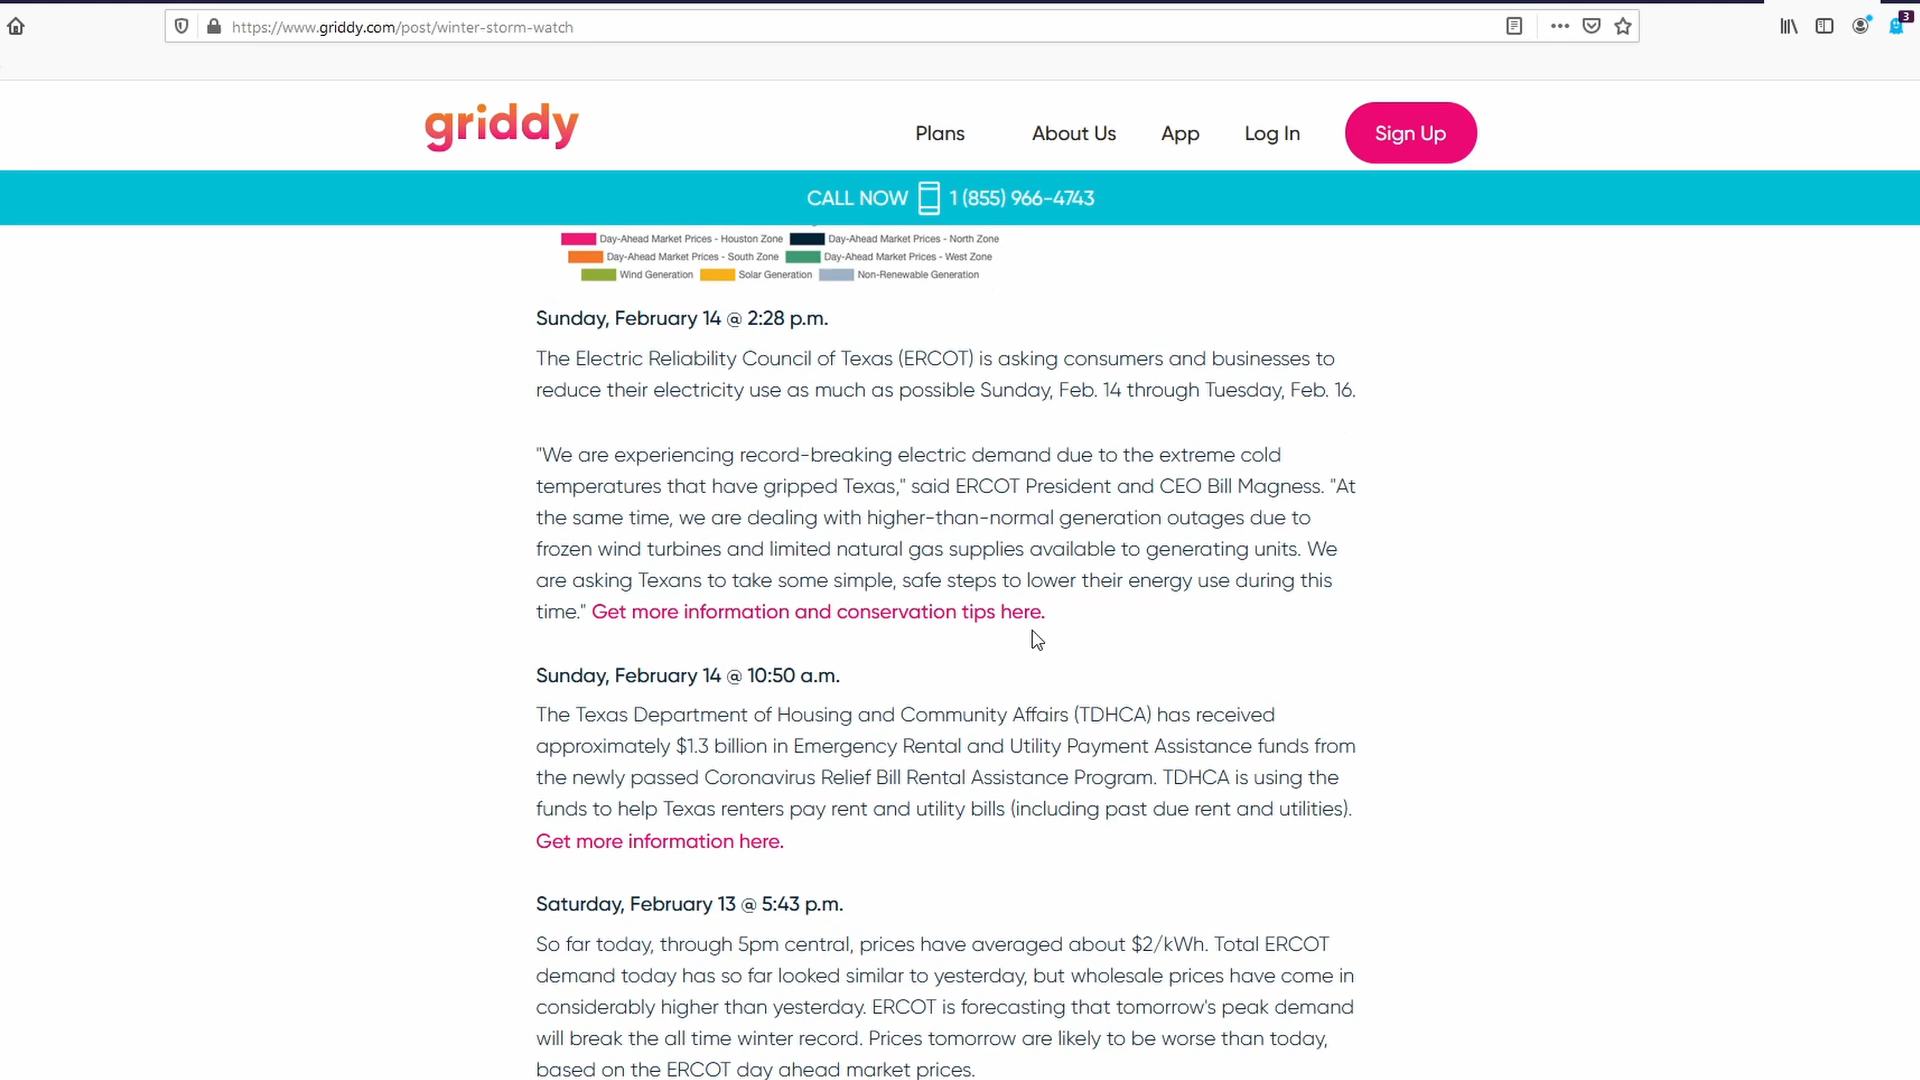 https://www.griddy.com/post/winter-storm-watch
3
griddy
Plans
About Us
App
Log In
Sign Up
CALL NOW 1 (855) 966-4743
Day-Ahead Market Prices - Houston Zone Day-Ahead Market Prices - North Zone
Day-Ahead Market Prices - South Zone Day-Ahead Market Prices - West Zone
Wind Generation Solar Generation Non-Renewable Generation
Sunday, February 14 @ 2:28 p.m.
The Electric Reliability Council of Texas (ERCOT) is asking consumers and businesses to
reduce their electricity use as much as possible Sunday, Feb. 14 through Tuesday, Feb. 16.
"We are experiencing record-breaking electric demand due to the extreme cold
temperatures that have gripped Texas," said ERCOT President and CEO Bill Magness. "At
the same time, we are dealing with higher-than-normal generation outages due to
frozen wind turbines and limited natural gas supplies available to generating units. We
are asking Texans to take some simple, safe steps to lower their energy use during this
time." Get more information and conservation tips here.
Sunday, February 14 @ 10:50 a.m.
The Texas Department of Housing and Community Affairs (TDHCA) has received
approximately $1.3 billion in Emergency Rental and Utility Payment Assistance funds from
the newly passed Coronavirus Relief Bill Rental Assistance Program. TDHCA is using the
funds to help Texas renters pay rent and utility bills (including past due rent and utilities).
Get more information here.
Saturday, February 13 @ 5:43 p.m.
So far today, through 5pm central, prices have averaged about $2/kWh. Total ERCOT
demand today has so far looked similar to yesterday, but wholesale prices have come in
considerably higher than yesterday. ERCOT is forecasting that tomorrow's peak demand
will break the all time winter record. Prices tomorrow are likely to be worse than today,
based on the ERCOT day ahead market prices.